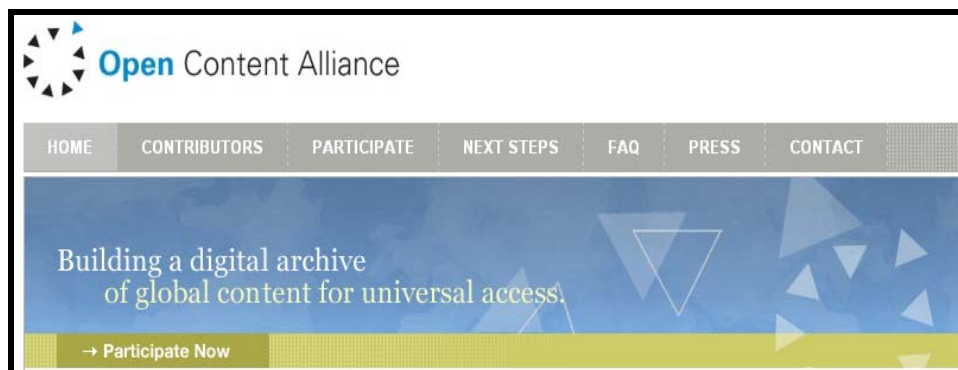 Open Content Alliance
HOME CONTRIBUTORS PARTICIPATE NEXT STEPS FAQ PRESS CONTACT
Building a digital archive
of global content for universal access.
→ Participate Now